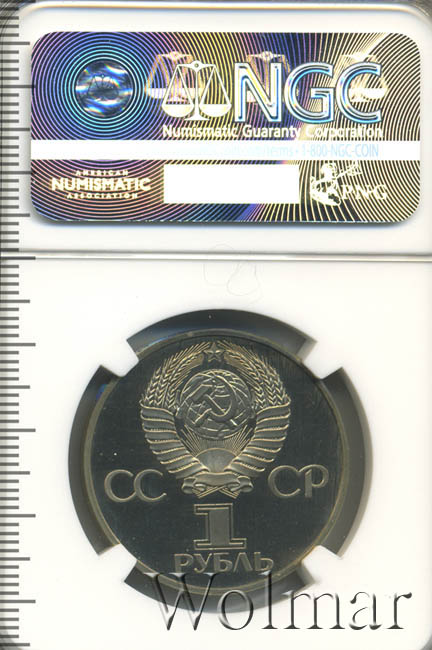 NGC
Numismatic Guaranty Corporation
1-800-NGC-COIN
AMERICAN
NUMISMATIC
ASSOCIATION
PNG
СС СР
1
РУБЛЬ
Wolmar